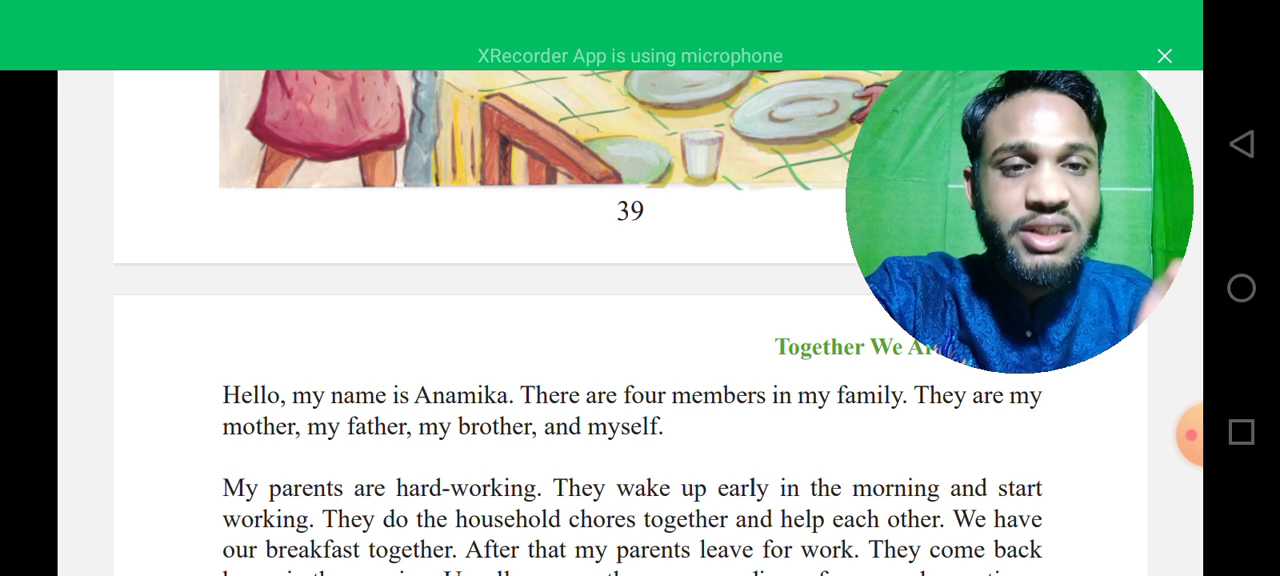 XRecorder App is using microphone
39
Together We
Hello, my name is Anamika. There are four members in my family. They are my
mother, my father, my brother, and myself.
My parents are hard-working. They wake up early in the morning and start
working. They do the household chores together and help each other. We have
our breakfast together. After that my parents leave for work. They come back